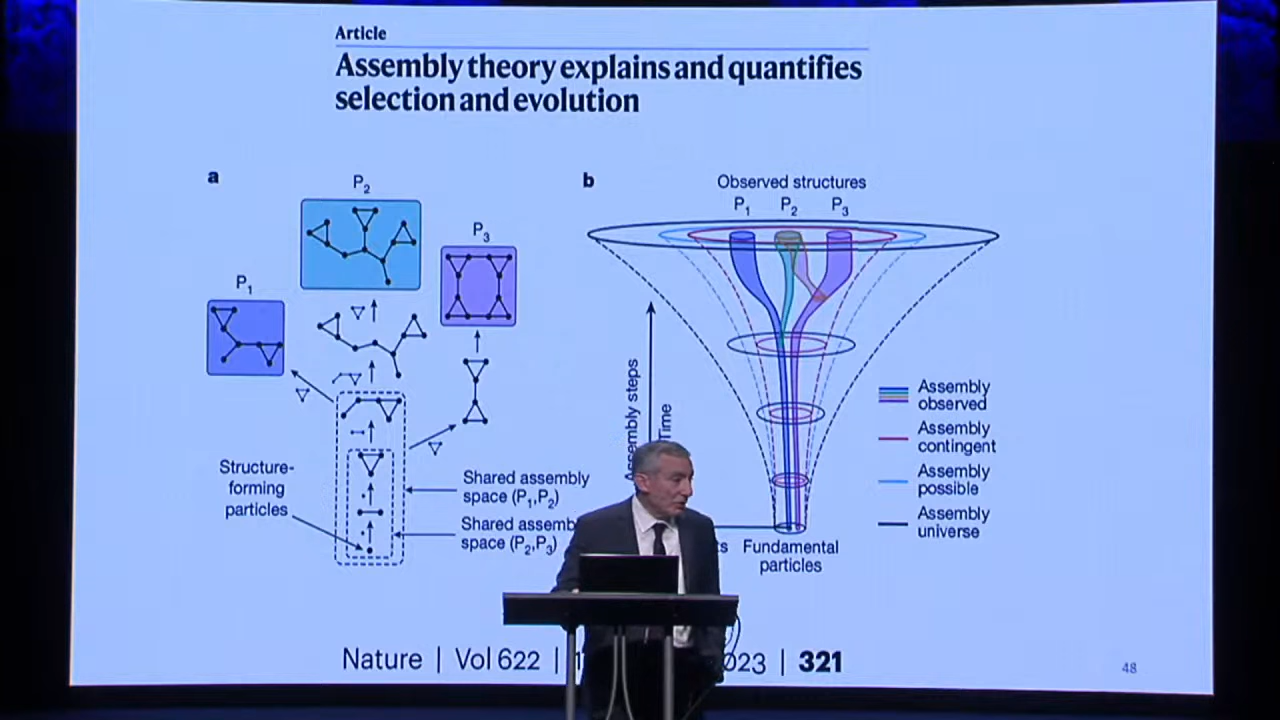 Article
Assembly theory explains and quantifies
selection and evolution
a
P2
P3
P1
Structure-
forming
particles
Shared assembly
space (P1,P2)
Shared
space (P2,P3)
b
Observed structures
P1 P2 P3
Assembly steps
Time
Fundamental
particles
Assembly
observed
Assembly
contingent
Assembly
possible
Assembly
universe
Nature | Vol 622 | 023 | 321
48